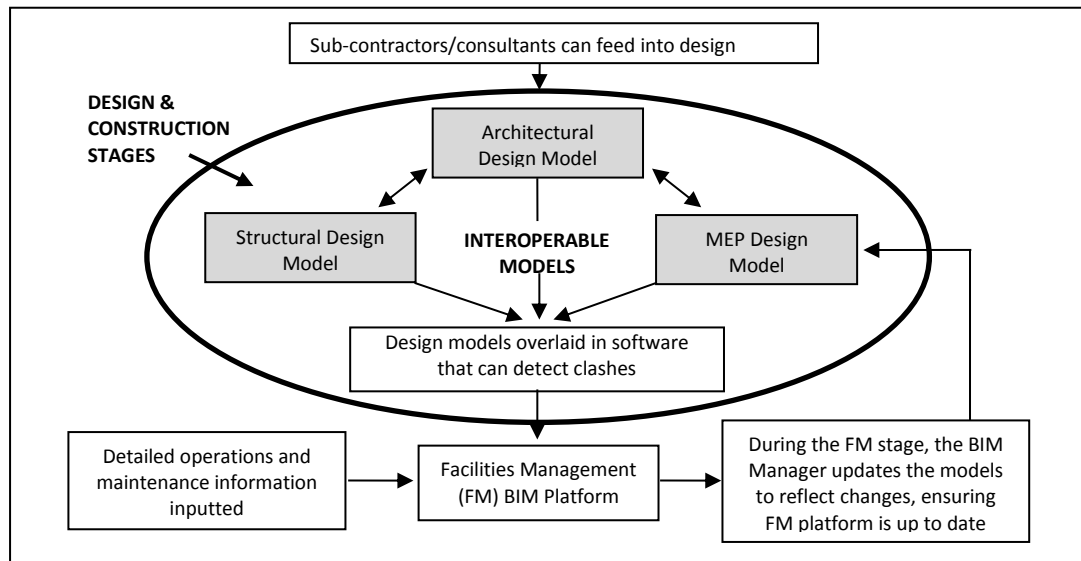 Sub-contractors/consultants can feed into design
DESIGN &
CONSTRUCTION
STAGES
Architectural
Design Model
Structural Design
Model
INTEROPERABLE
MODELS
MEP Design
Model
Design models overlaid in software
that can detect clashes
Detailed operations and
maintenance information
inputted
Facilities Management
(FM) BIM Platform
During the FM stage, the BIM
Manager updates the models
to reflect changes, ensuring
FM platform is up to date